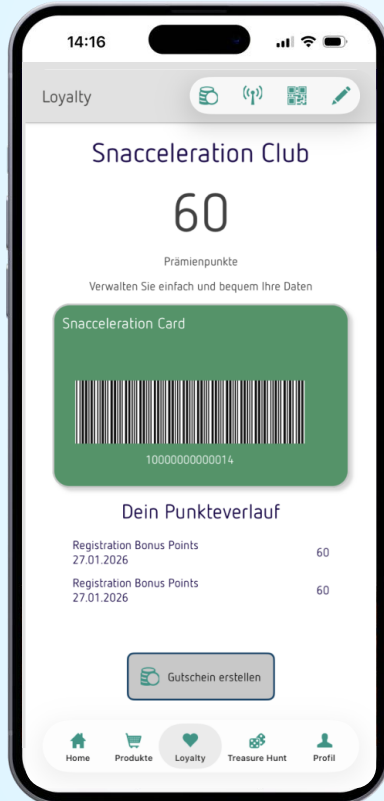 14:16
Loyalty
Snacceleration Club
60
Prämienpunkte
Verwalten Sie einfach und bequem Ihre Daten
Snacceleration Card
10000000000014
Dein Punkteverlauf
Registration Bonus Points
27.01.2026
60
Registration Bonus Points
27.01.2026
60
Gutschein erstellen
Home Produkte Loyalty Treasure Hunt Profil